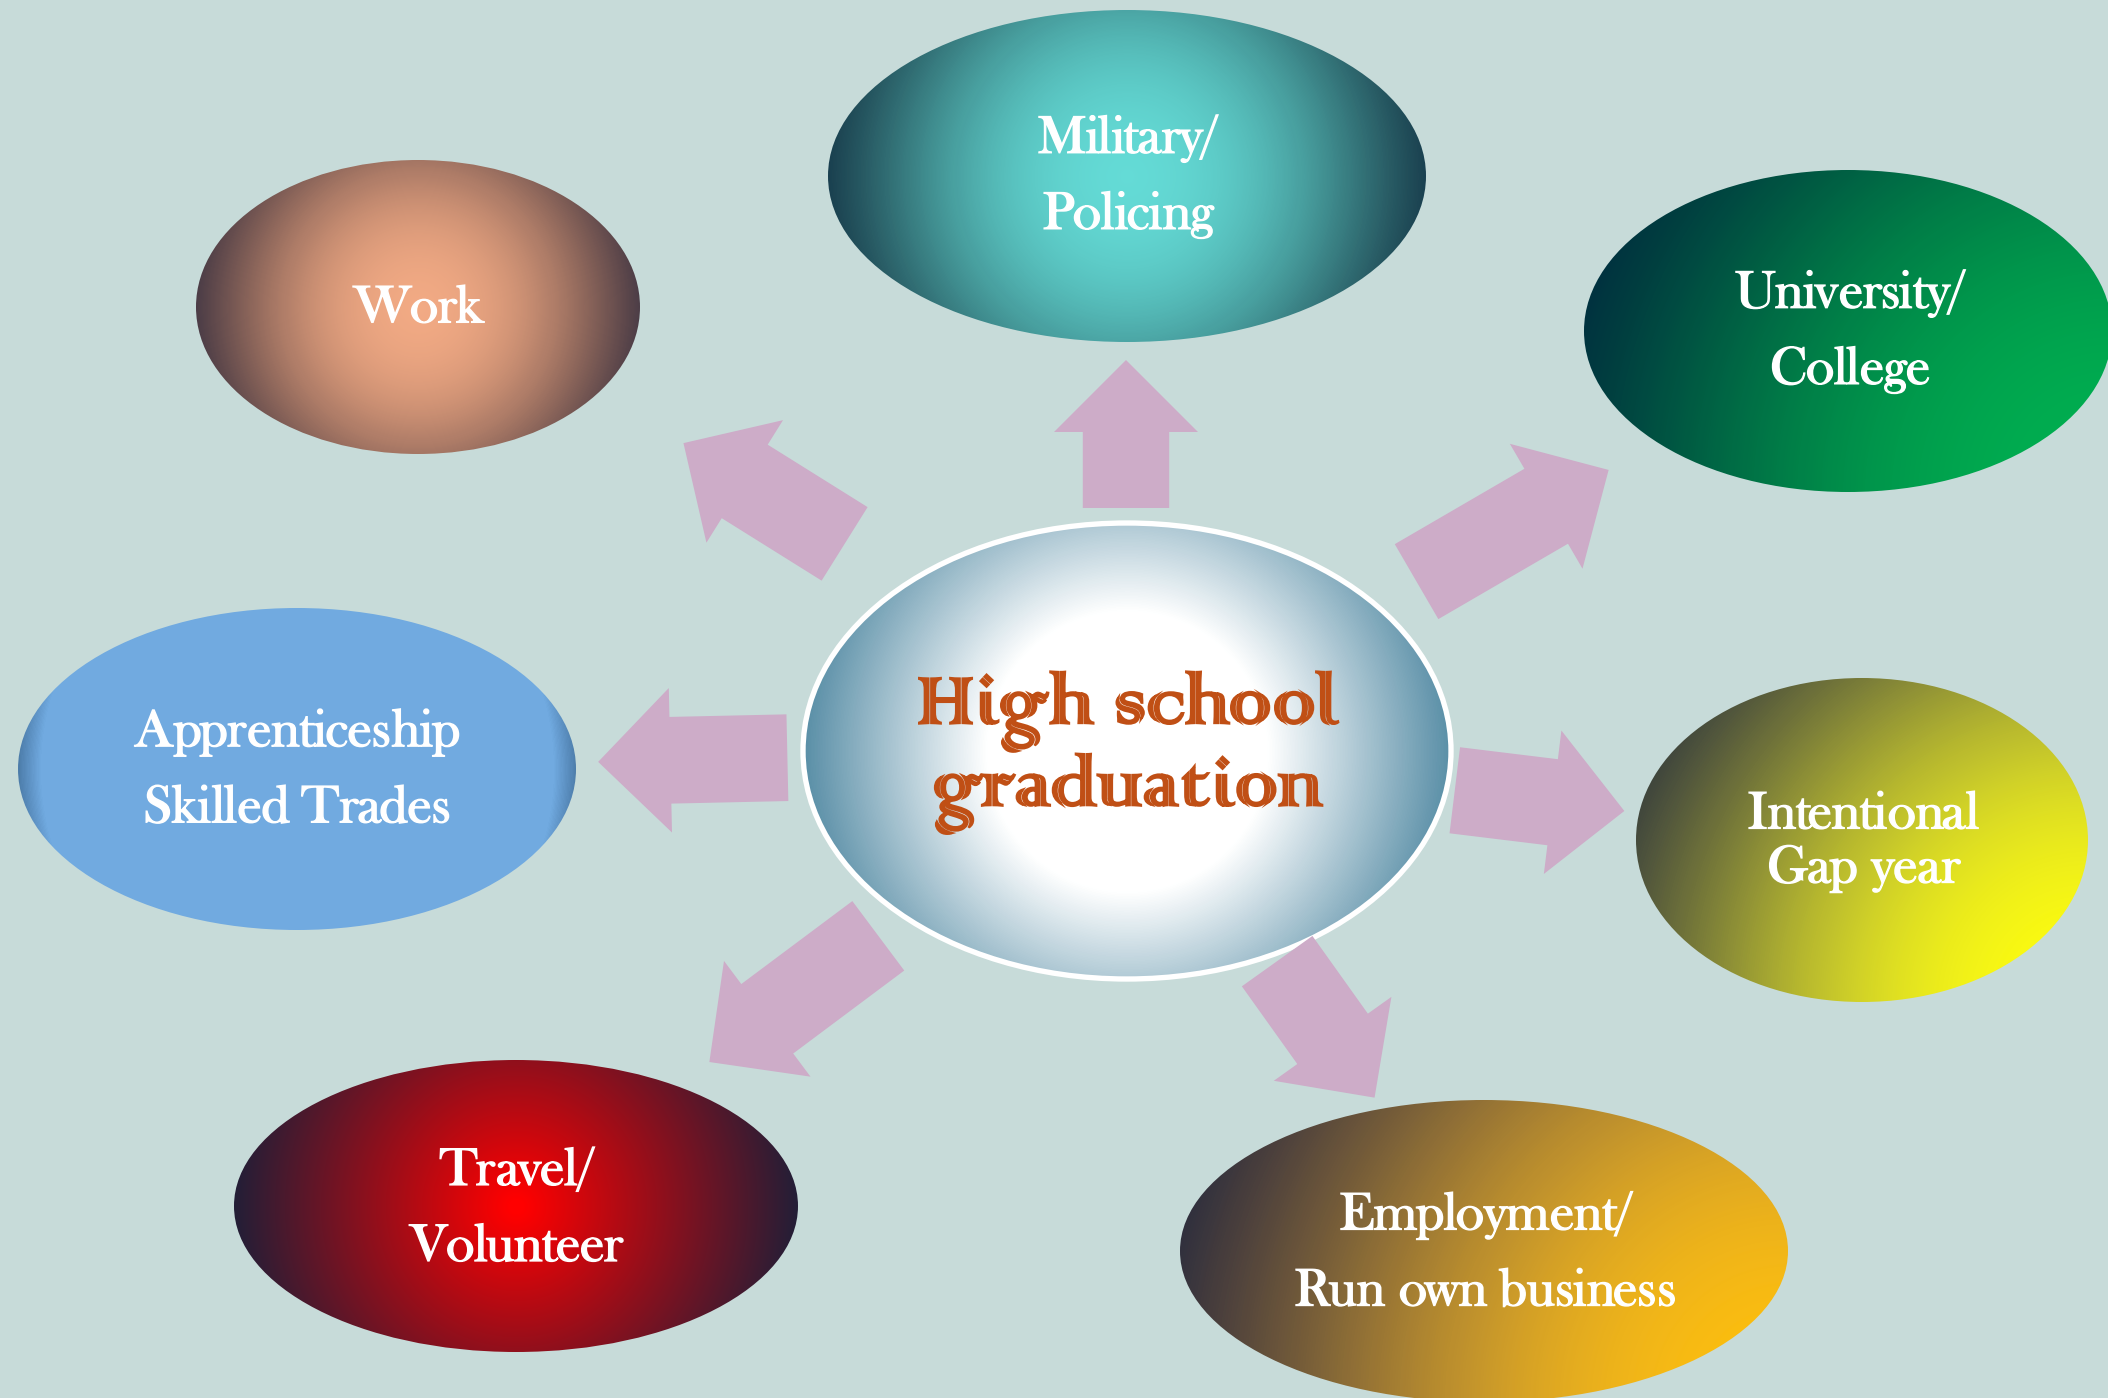 Military/
Policing
Work
University/
College
High school
graduation
Apprenticeship
Skilled Trades
Intentional
Gap year
Travel/
Volunteer
Employment/
Run own business